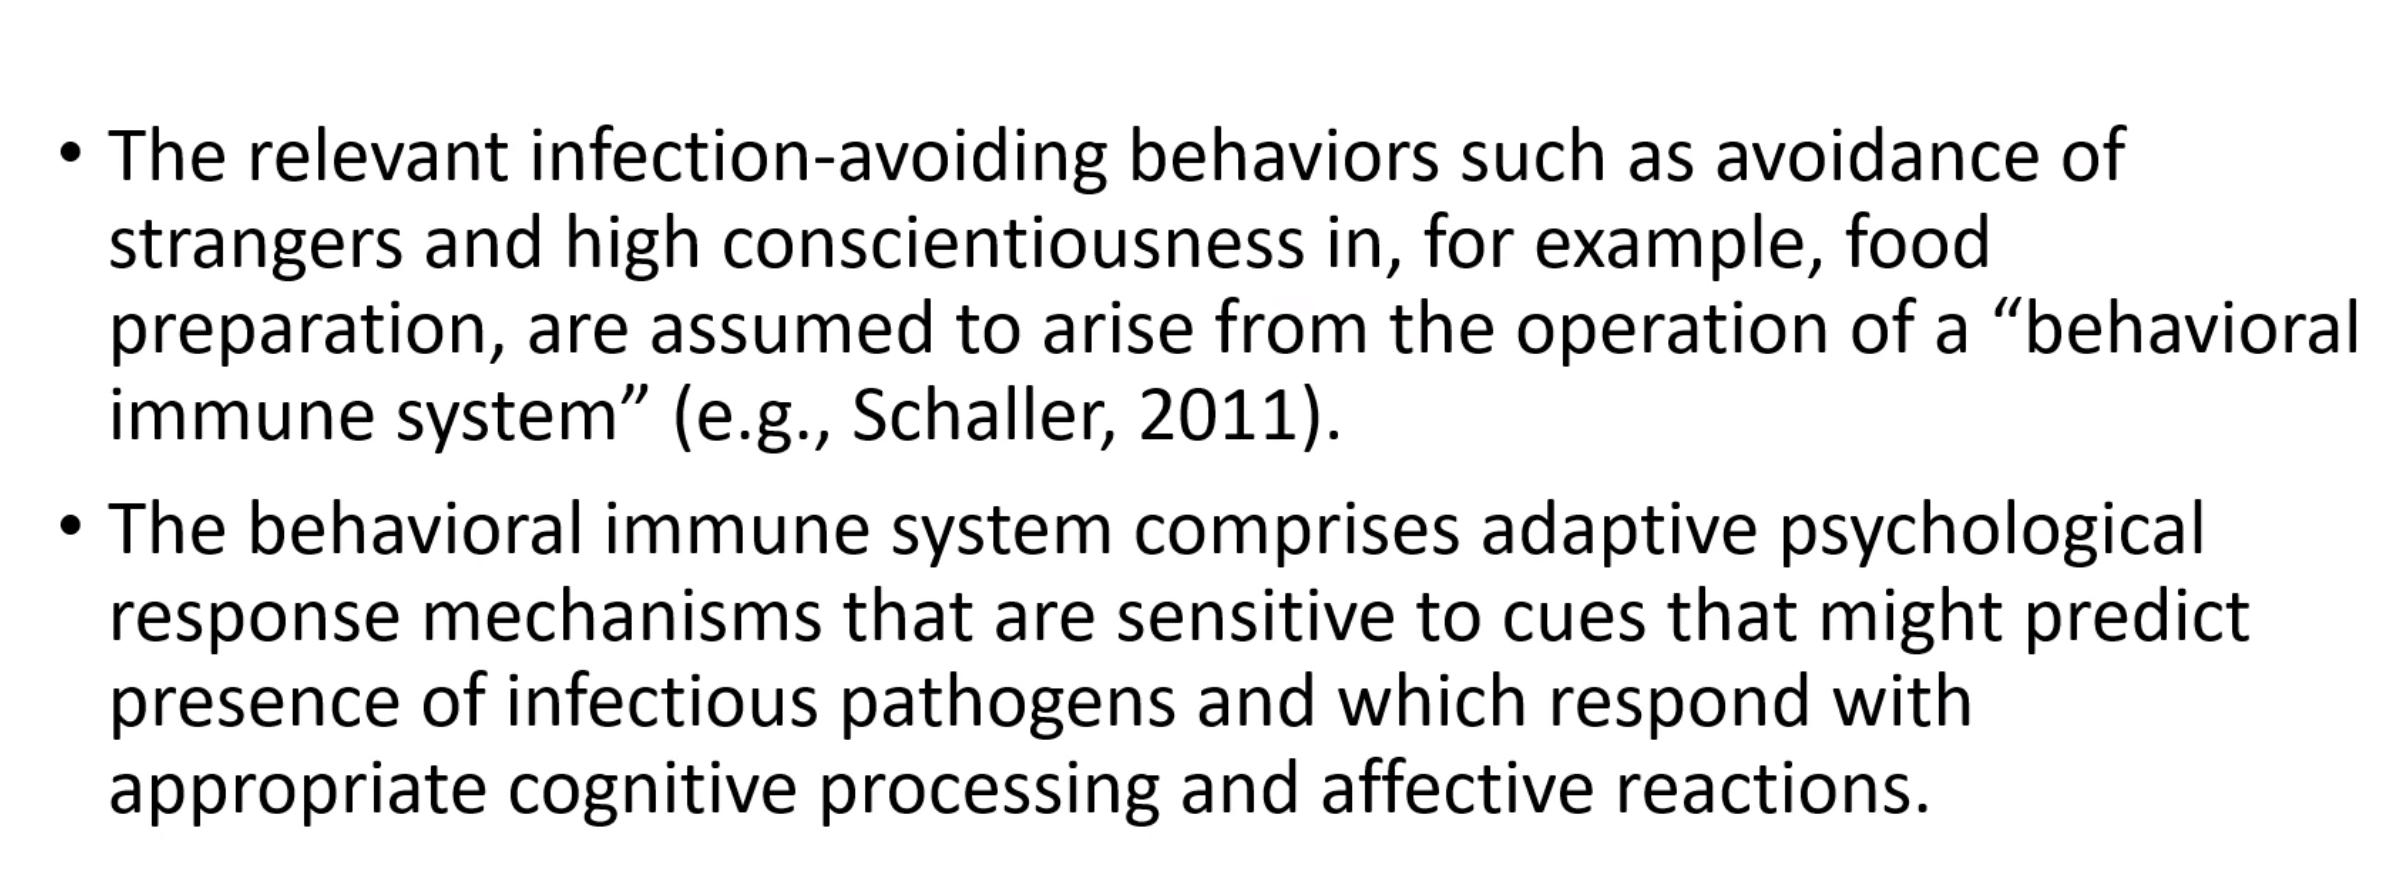 • The relevant infection-avoiding behaviors such as avoidance of
strangers and high conscientiousness in, for example, food
preparation, are assumed to arise from the operation of a “behavioral
immune system” (e.g., Schaller, 2011).
• The behavioral immune system comprises adaptive psychological
response mechanisms that are sensitive to cues that might predict
presence of infectious pathogens and which respond with
appropriate cognitive processing and affective reactions.